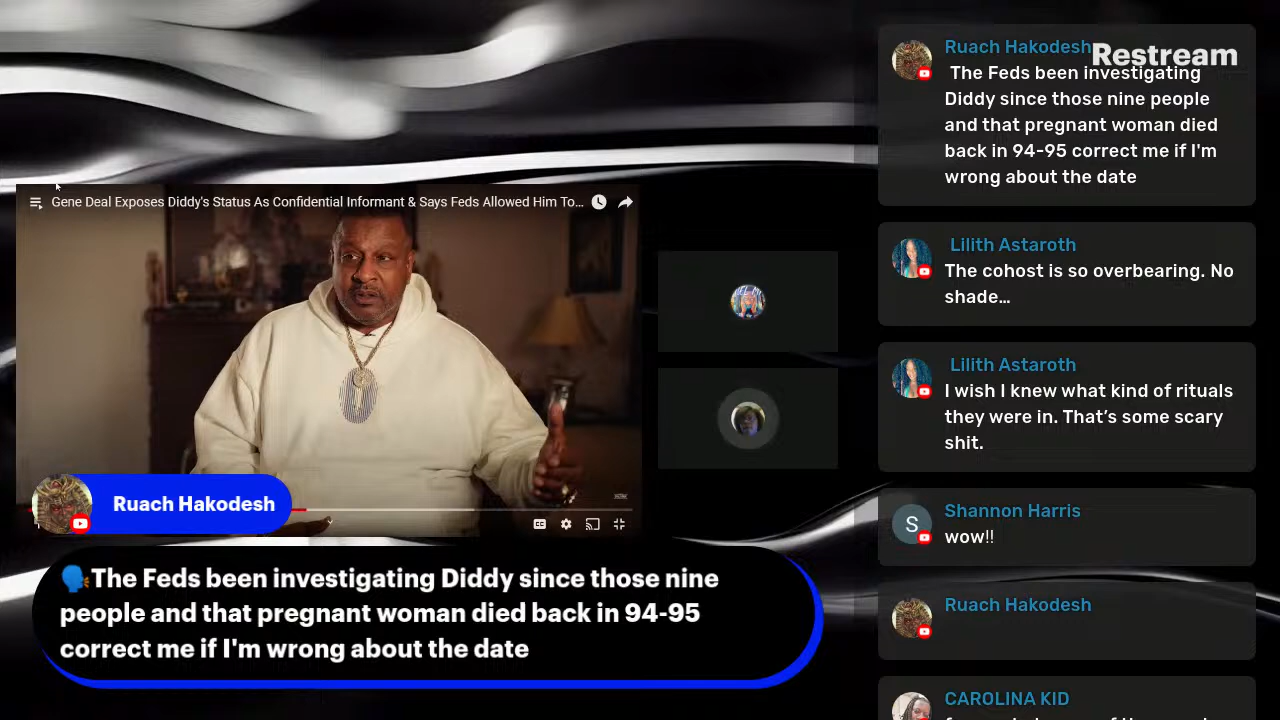 Gene Deal Exposes Diddy's Status As Confidential Informant & Says Feds Allowed Him To...
Ruach Hakodesh
🗣️The Feds been investigating Diddy since those nine
people and that pregnant woman died back in 94-95
correct me if I'm wrong about the date
Restream
Ruach Hakodesh
The Feds been investigating
Diddy since those nine people
and that pregnant woman died
back in 94-95 correct me if I'm
wrong about the date
Lilith Astaroth
The cohost is so overbearing. No
shade…
Lilith Astaroth
I wish I knew what kind of rituals
they were in. That’s some scary
shit.
S
Shannon Harris
wow!!
Ruach Hakodesh
CAROLINA KID